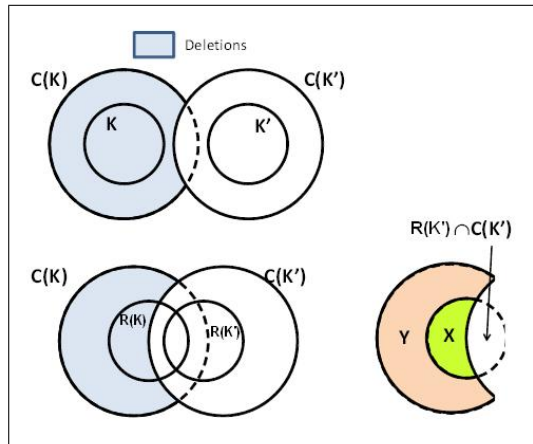 Deletions
C(K)
C(K')
K
K'
R(K') ∩ C(K')
C(K)
C(K')
R(K)
R(K')
Y
X